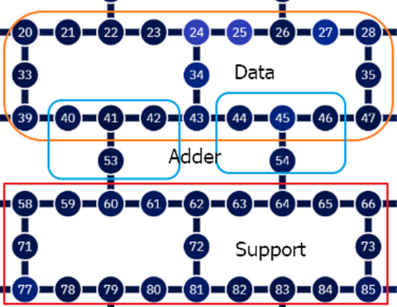 20 21 22 23 24 25 26 27 28
33 34 Data 35
39 40 41 42 43 44 45 46 47
53 Adder 54
58 59 60 61 62 63 64 65 66
71 72 Support 73
77 78 79 80 81 82 83 84 85